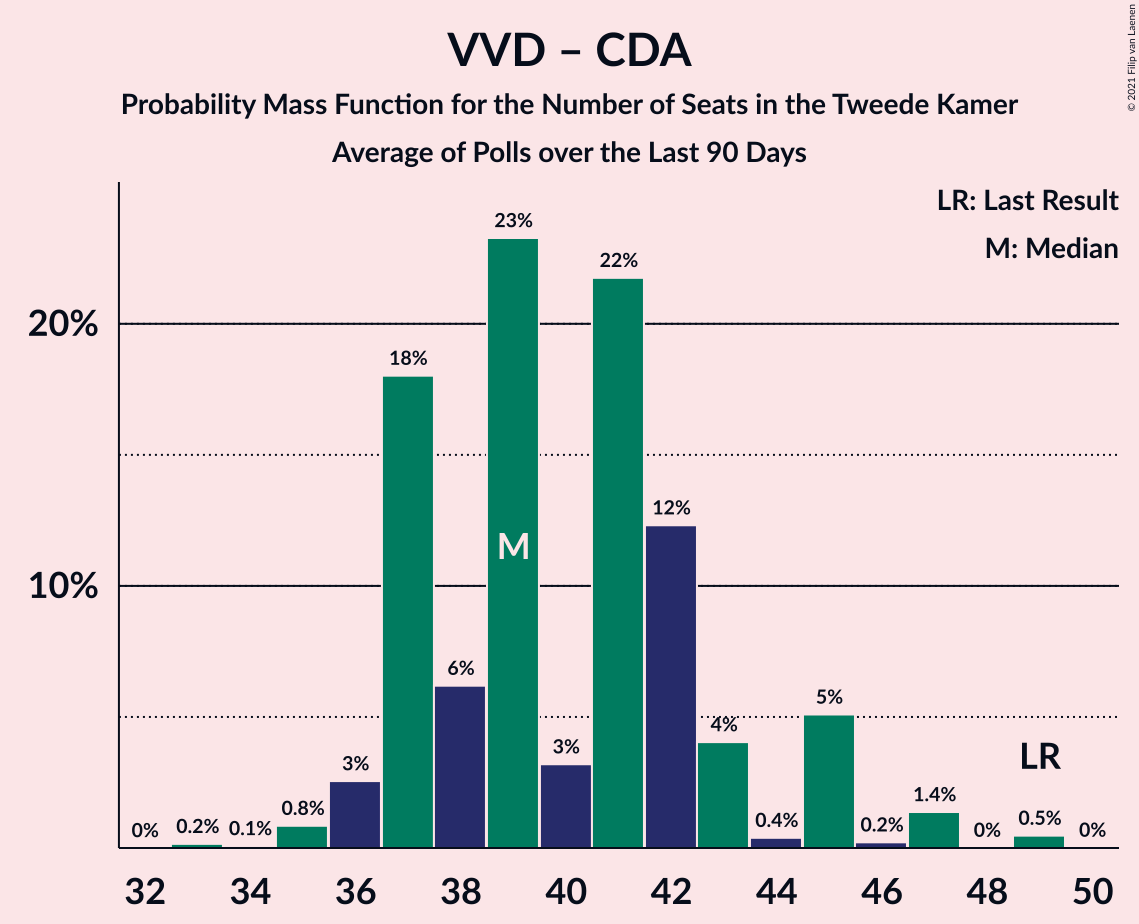 VVD – CDA
Probability Mass Function for the Number of Seats in the Tweede Kamer
Average of Polls over the Last 90 Days
© 2021 Filip van Laenen
LR: Last Result
M: Median
20%
10%
0%
0.2%
0.1%
0.8%
3%
18%
6%
23%
3%
22%
12%
4%
0.4%
5%
0.2%
1.4%
0%
0.5%
0%
M
LR
32 34 36 38 40 42 44 46 48 50